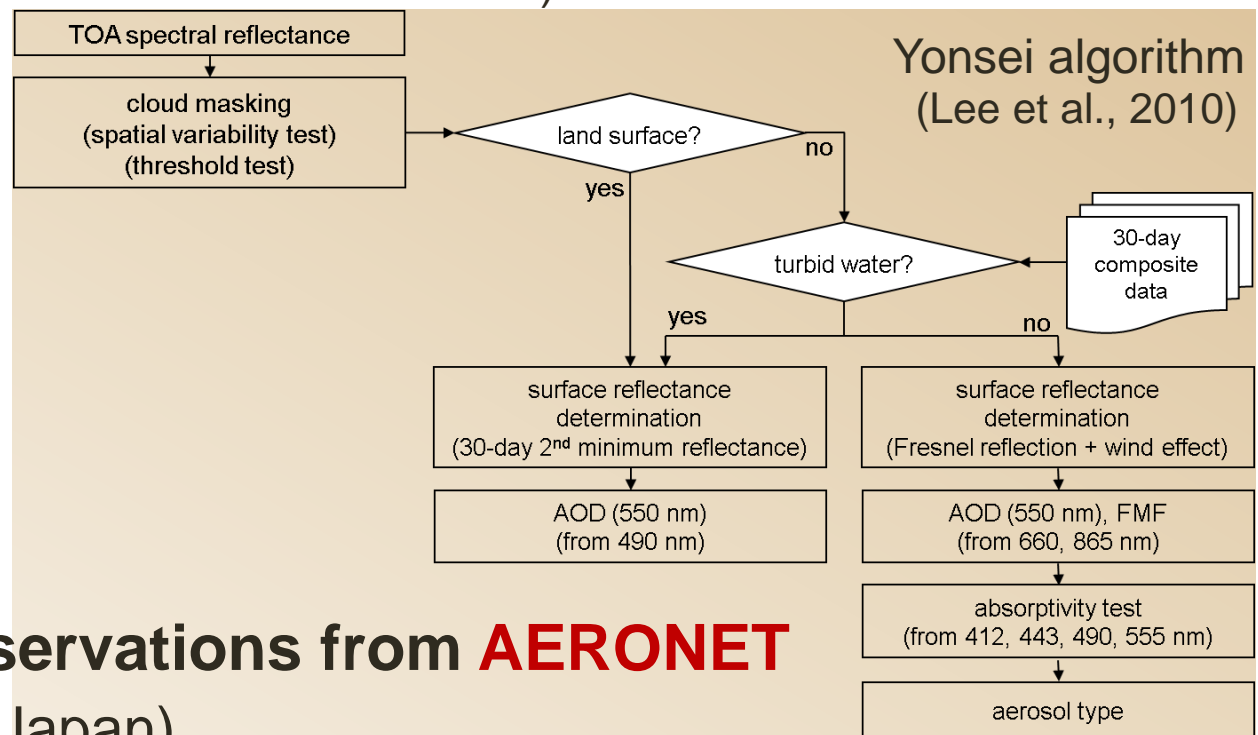 TOA spectral reflectance
Yonsei algorithm
(Lee et al., 2010)
cloud masking
(spatial variability test)
(threshold test)
land surface?
no
yes
turbid water?
30-day
composite
data
yes
no
surface reflectance
determination
(30-day 2nd minimum reflectance)
surface reflectance
determination
(Fresnel reflection + wind effect)
AOD (550 nm)
(from 490 nm)
AOD (550 nm), FMF
(from 660, 865 nm)
absorptivity test
(from 412, 443, 490, 555 nm)
aerosol type
servations from AERONET
Japan)